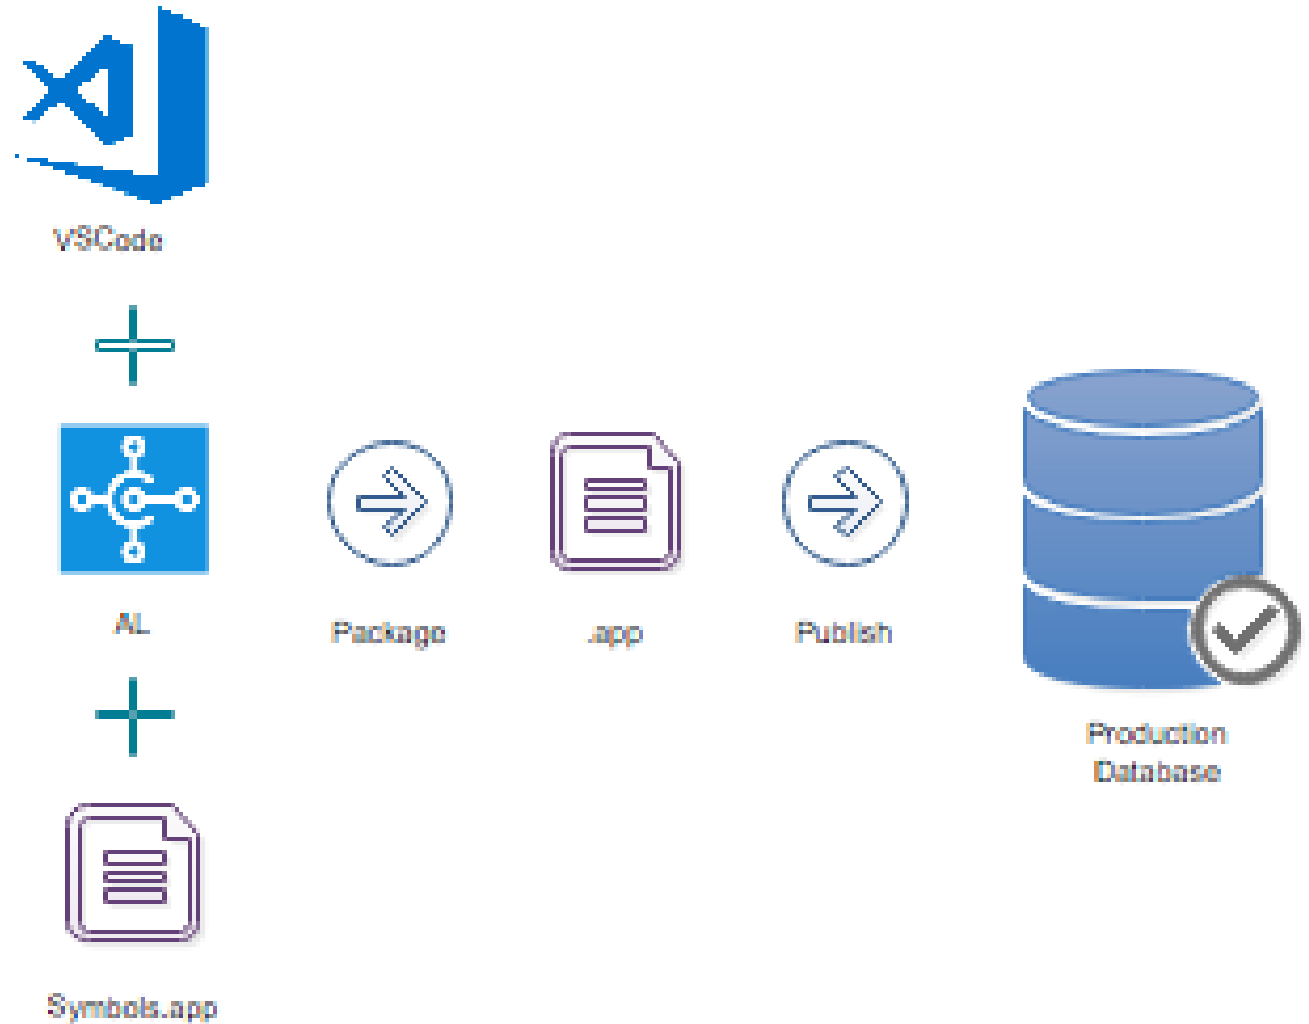 VSCode
AL
Package
.app
Publish
Production
Database
Symbols.app